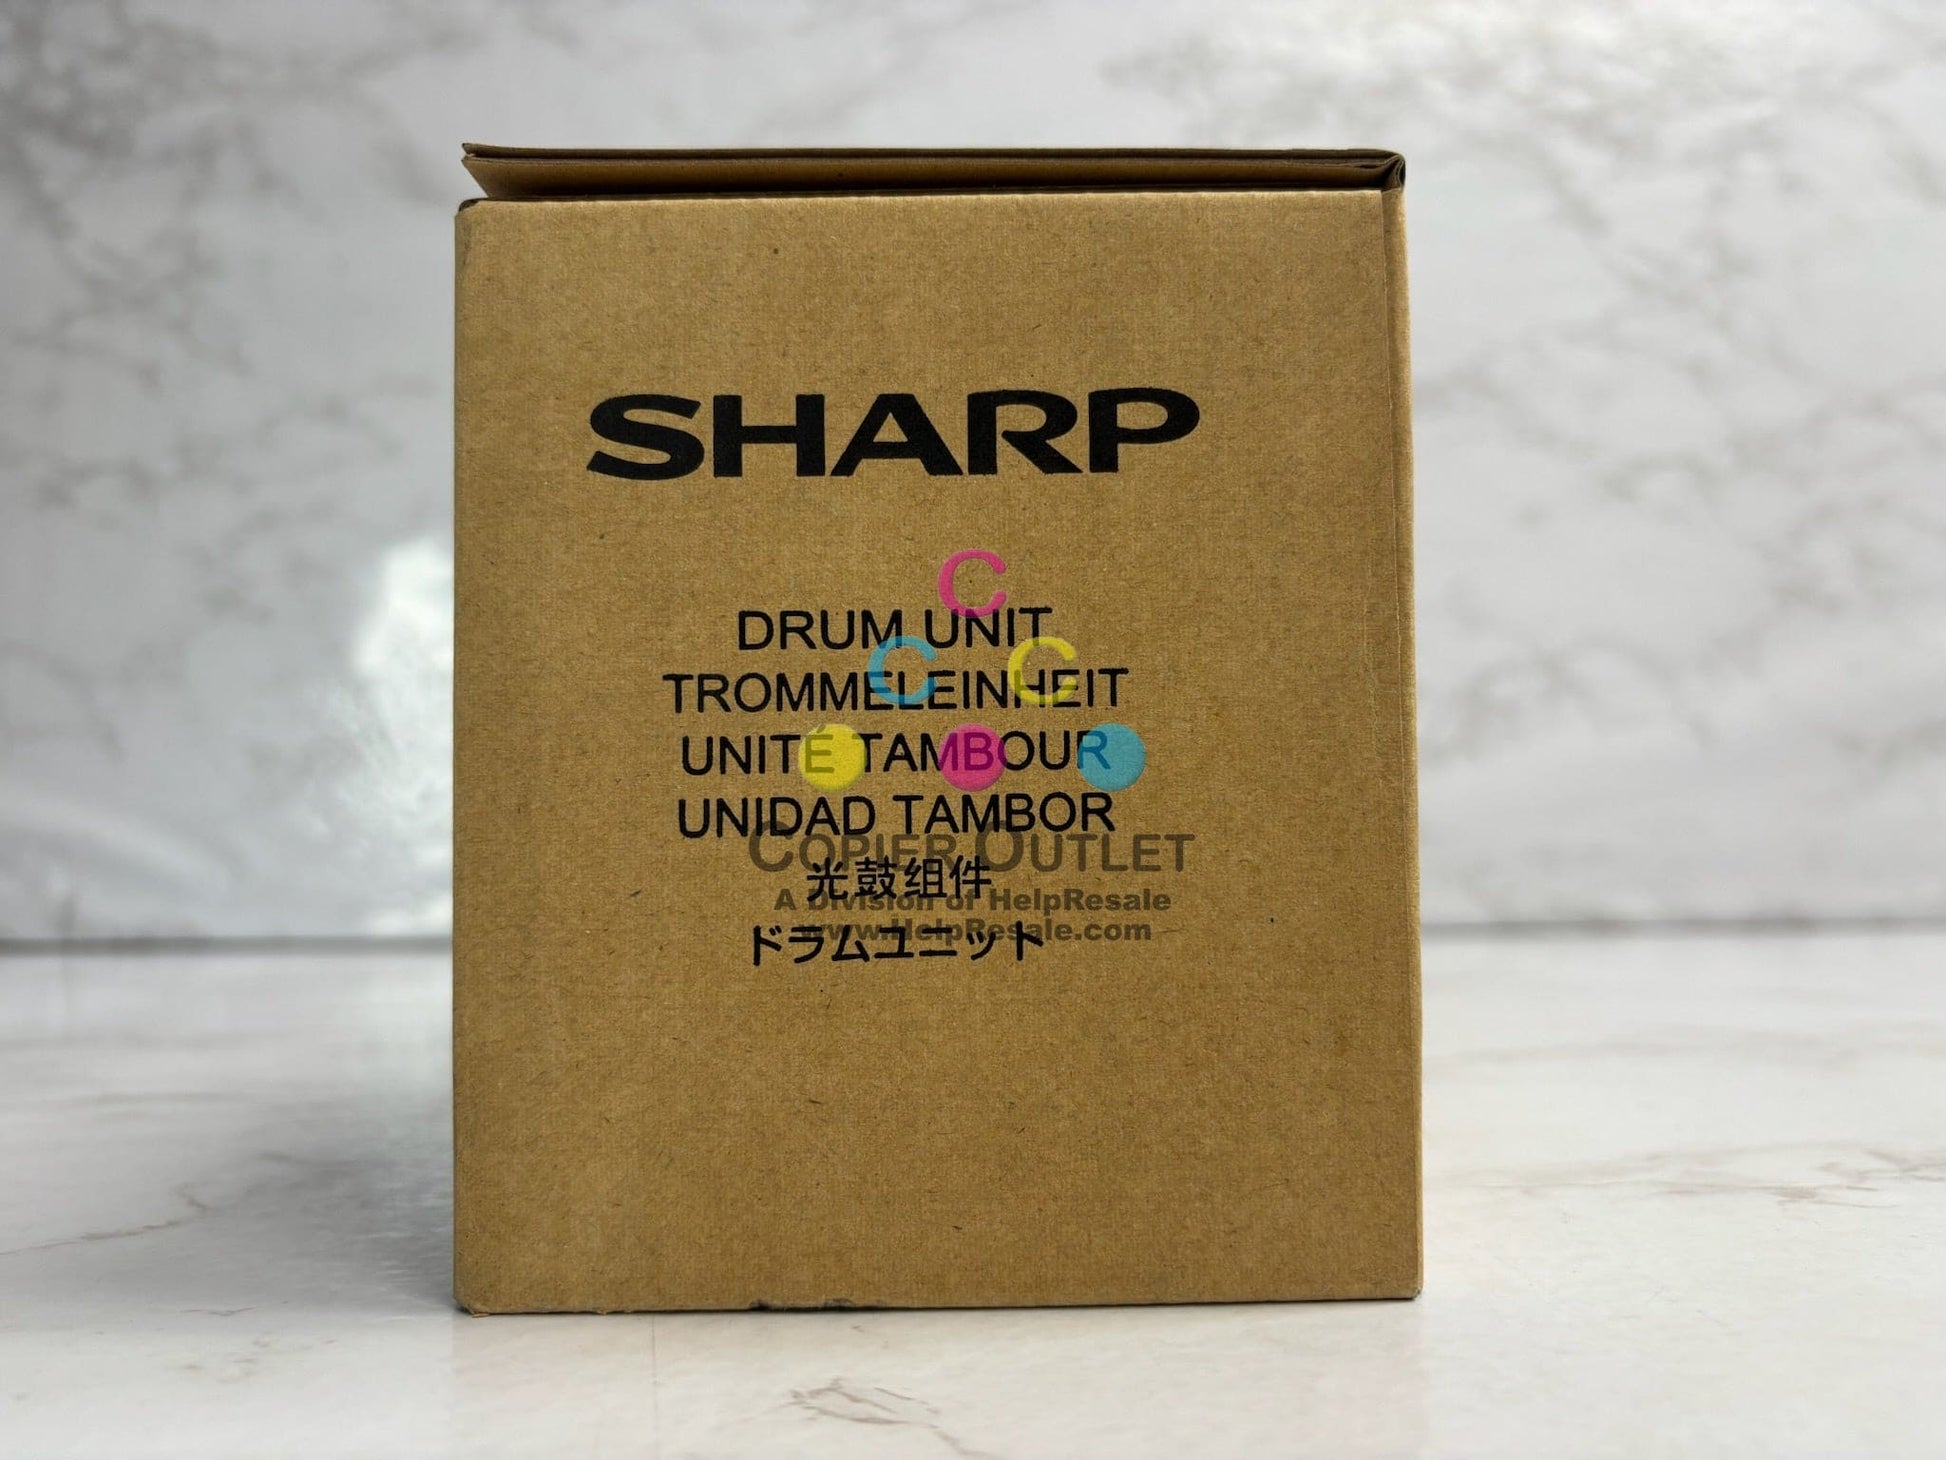 SHARP
C
DRUM UNIT
C C
TROMMELEINHEIT
UNITÉ TAMBOUR
UNIDAD TAMBOR
COPIER OUTLET
光鼓组件
A Division of HelpResale
www.HelpResale.com
ドラムユニット